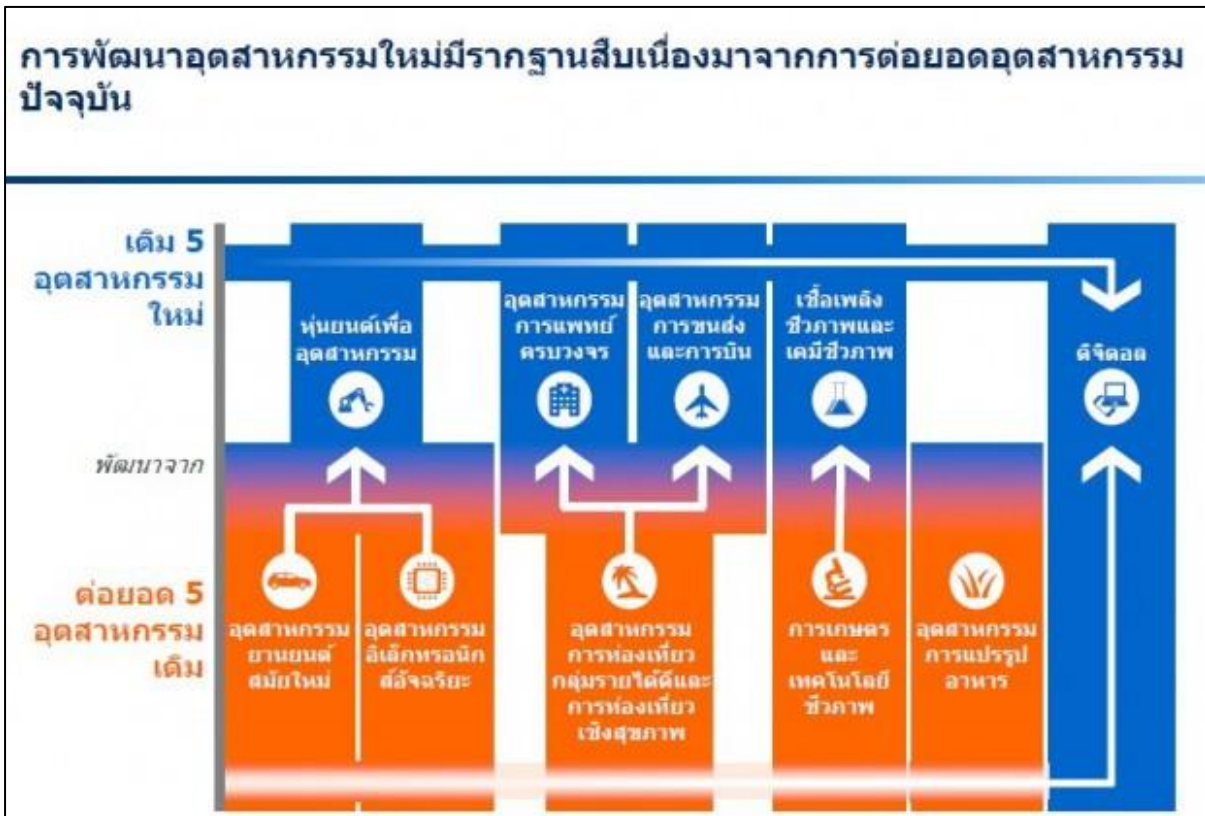 การพัฒนาอุตสาหกรรมใหม่มีรากฐานสืบเนื่องมาจากการต่อยอดอุตสาหกรรม
ปัจจุบัน
เติม 5
อุตสาหกรรม
ใหม่
หุ่นยนต์เพื่อ
อุตสาหกรรม
อุตสาหกรรม
การแพทย์
ครบวงจร
อุตสาหกรรม
การขนส่ง
และการบิน
เชื้อเพลิง
ชีวภาพและ
เคมีชีวภาพ
ดิจิตอล
พัฒนาจาก
ต่อยอด 5
อุตสาหกรรม
เดิม
อุตสาหกรรม
ยานยนต์
สมัยใหม่
อุตสาหกรรม
อิเล็กทรอนิก
ส์อัจฉริยะ
อุตสาหกรรม
การท่องเที่ยว
กลุ่มรายได้ดีและ
การท่องเที่ยว
เชิงสุขภาพ
การเกษตร
และ
เทคโนโลยี
ชีวภาพ
อุตสาหกรรม
การแปรรูป
อาหาร